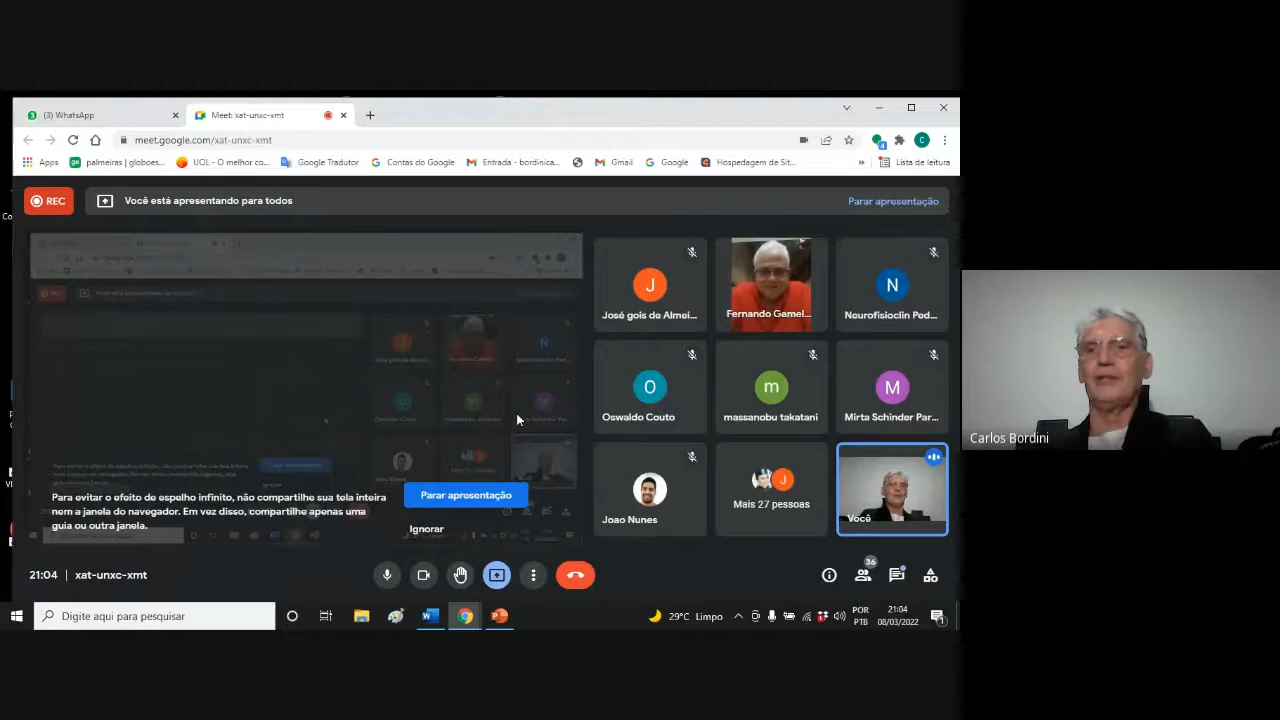 (3) WhatsApp
Meet: xat-unxc-xmt
meet.google.com/xat-unxc-xmt
Apps
palmeiras | globoes...
UOL - O melhor co...
Google Tradutor
Contas do Google
Entrada - bordinica...
Gmail
Google
Hospedagem de Sit...
»
Lista de leitura
REC
Você está apresentando para todos
Parar apresentação
J
José gois de Almei...
Fernando Gamel...
N
Neurofisioclin Ped...
O
Oswaldo Couto
m
massanobu takatani
M
Mirta Schinder Par...
Joao Nunes
J
Mais 27 pessoas
Você
Para evitar o efeito de espelho infinito, não compartilhe sua tela inteira
nem a janela do navegador. Em vez disso, compartilhe apenas uma
guia ou outra janela.
Parar apresentação
Ignorar
Carlos Bordini
21:04 | xat-unxc-xmt
36
Digite aqui para pesquisar
29°C Limpo
POR
PTB
21:04
08/03/2022
1